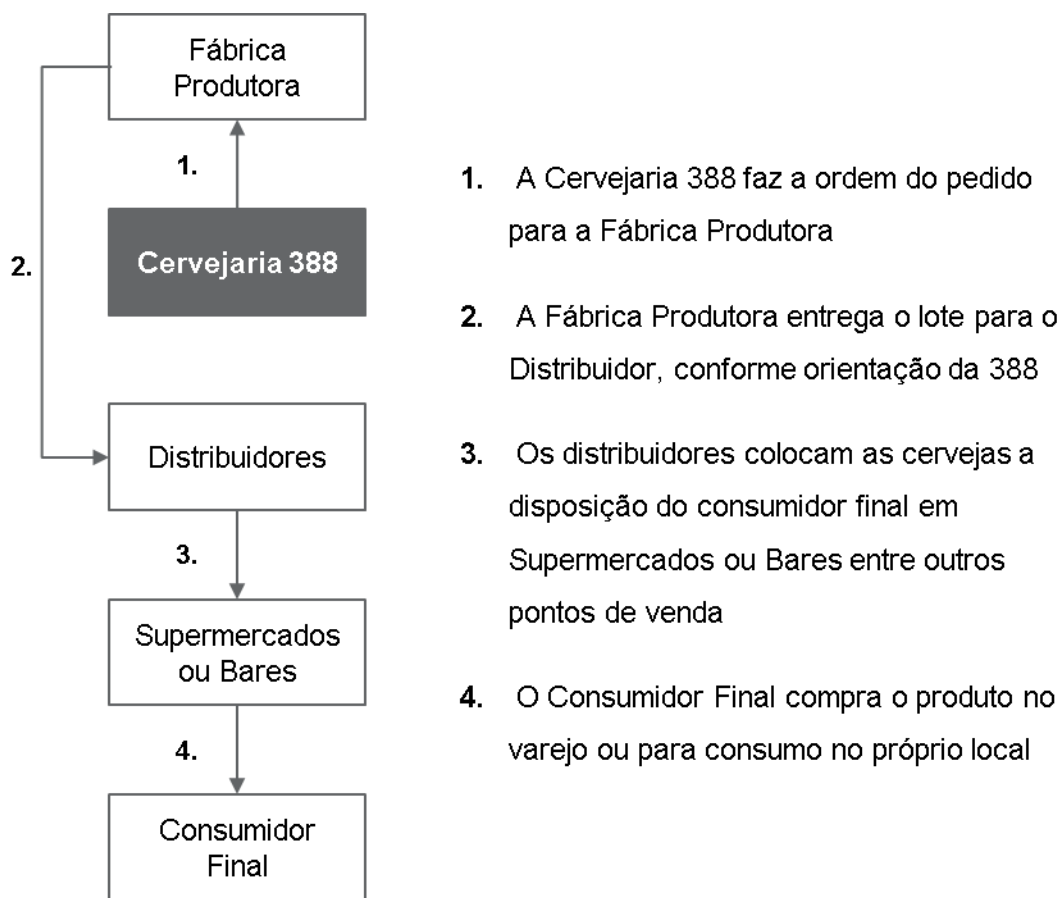 Fábrica
Produtora
1.
Cervejaria 388
2.
Distribuidores
3.
Supermercados
ou Bares
4.
Consumidor
Final
1. A Cervejaria 388 faz a ordem do pedido
para a Fábrica Produtora
2. A Fábrica Produtora entrega o lote para o
Distribuidor, conforme orientação da 388
3. Os distribuidores colocam as cervejas a
disposição do consumidor final em
Supermercados ou Bares entre outros
pontos de venda
4. O Consumidor Final compra o produto no
varejo ou para consumo no próprio local